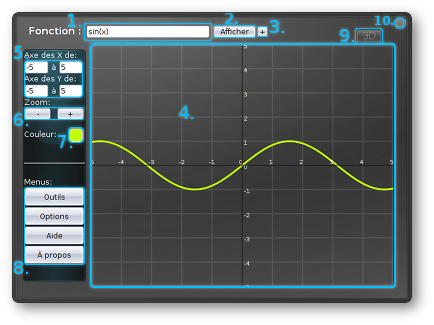 1. 2. 10.
Fonction : sin(x) Afficher + 3.
9. 3D
5. Axe des X de:
-5 à 5
Axe des Y de:
-5 à 5
Zoom:
6. - +
4.
Couleur:
7.
Menus:
Outils
Options
Aide
À propos
8.
5
4
3
2
1
-5 -4 -3 -2 -1 0 1 2 3 4 5
0
-1
-2
-3
-4
-5